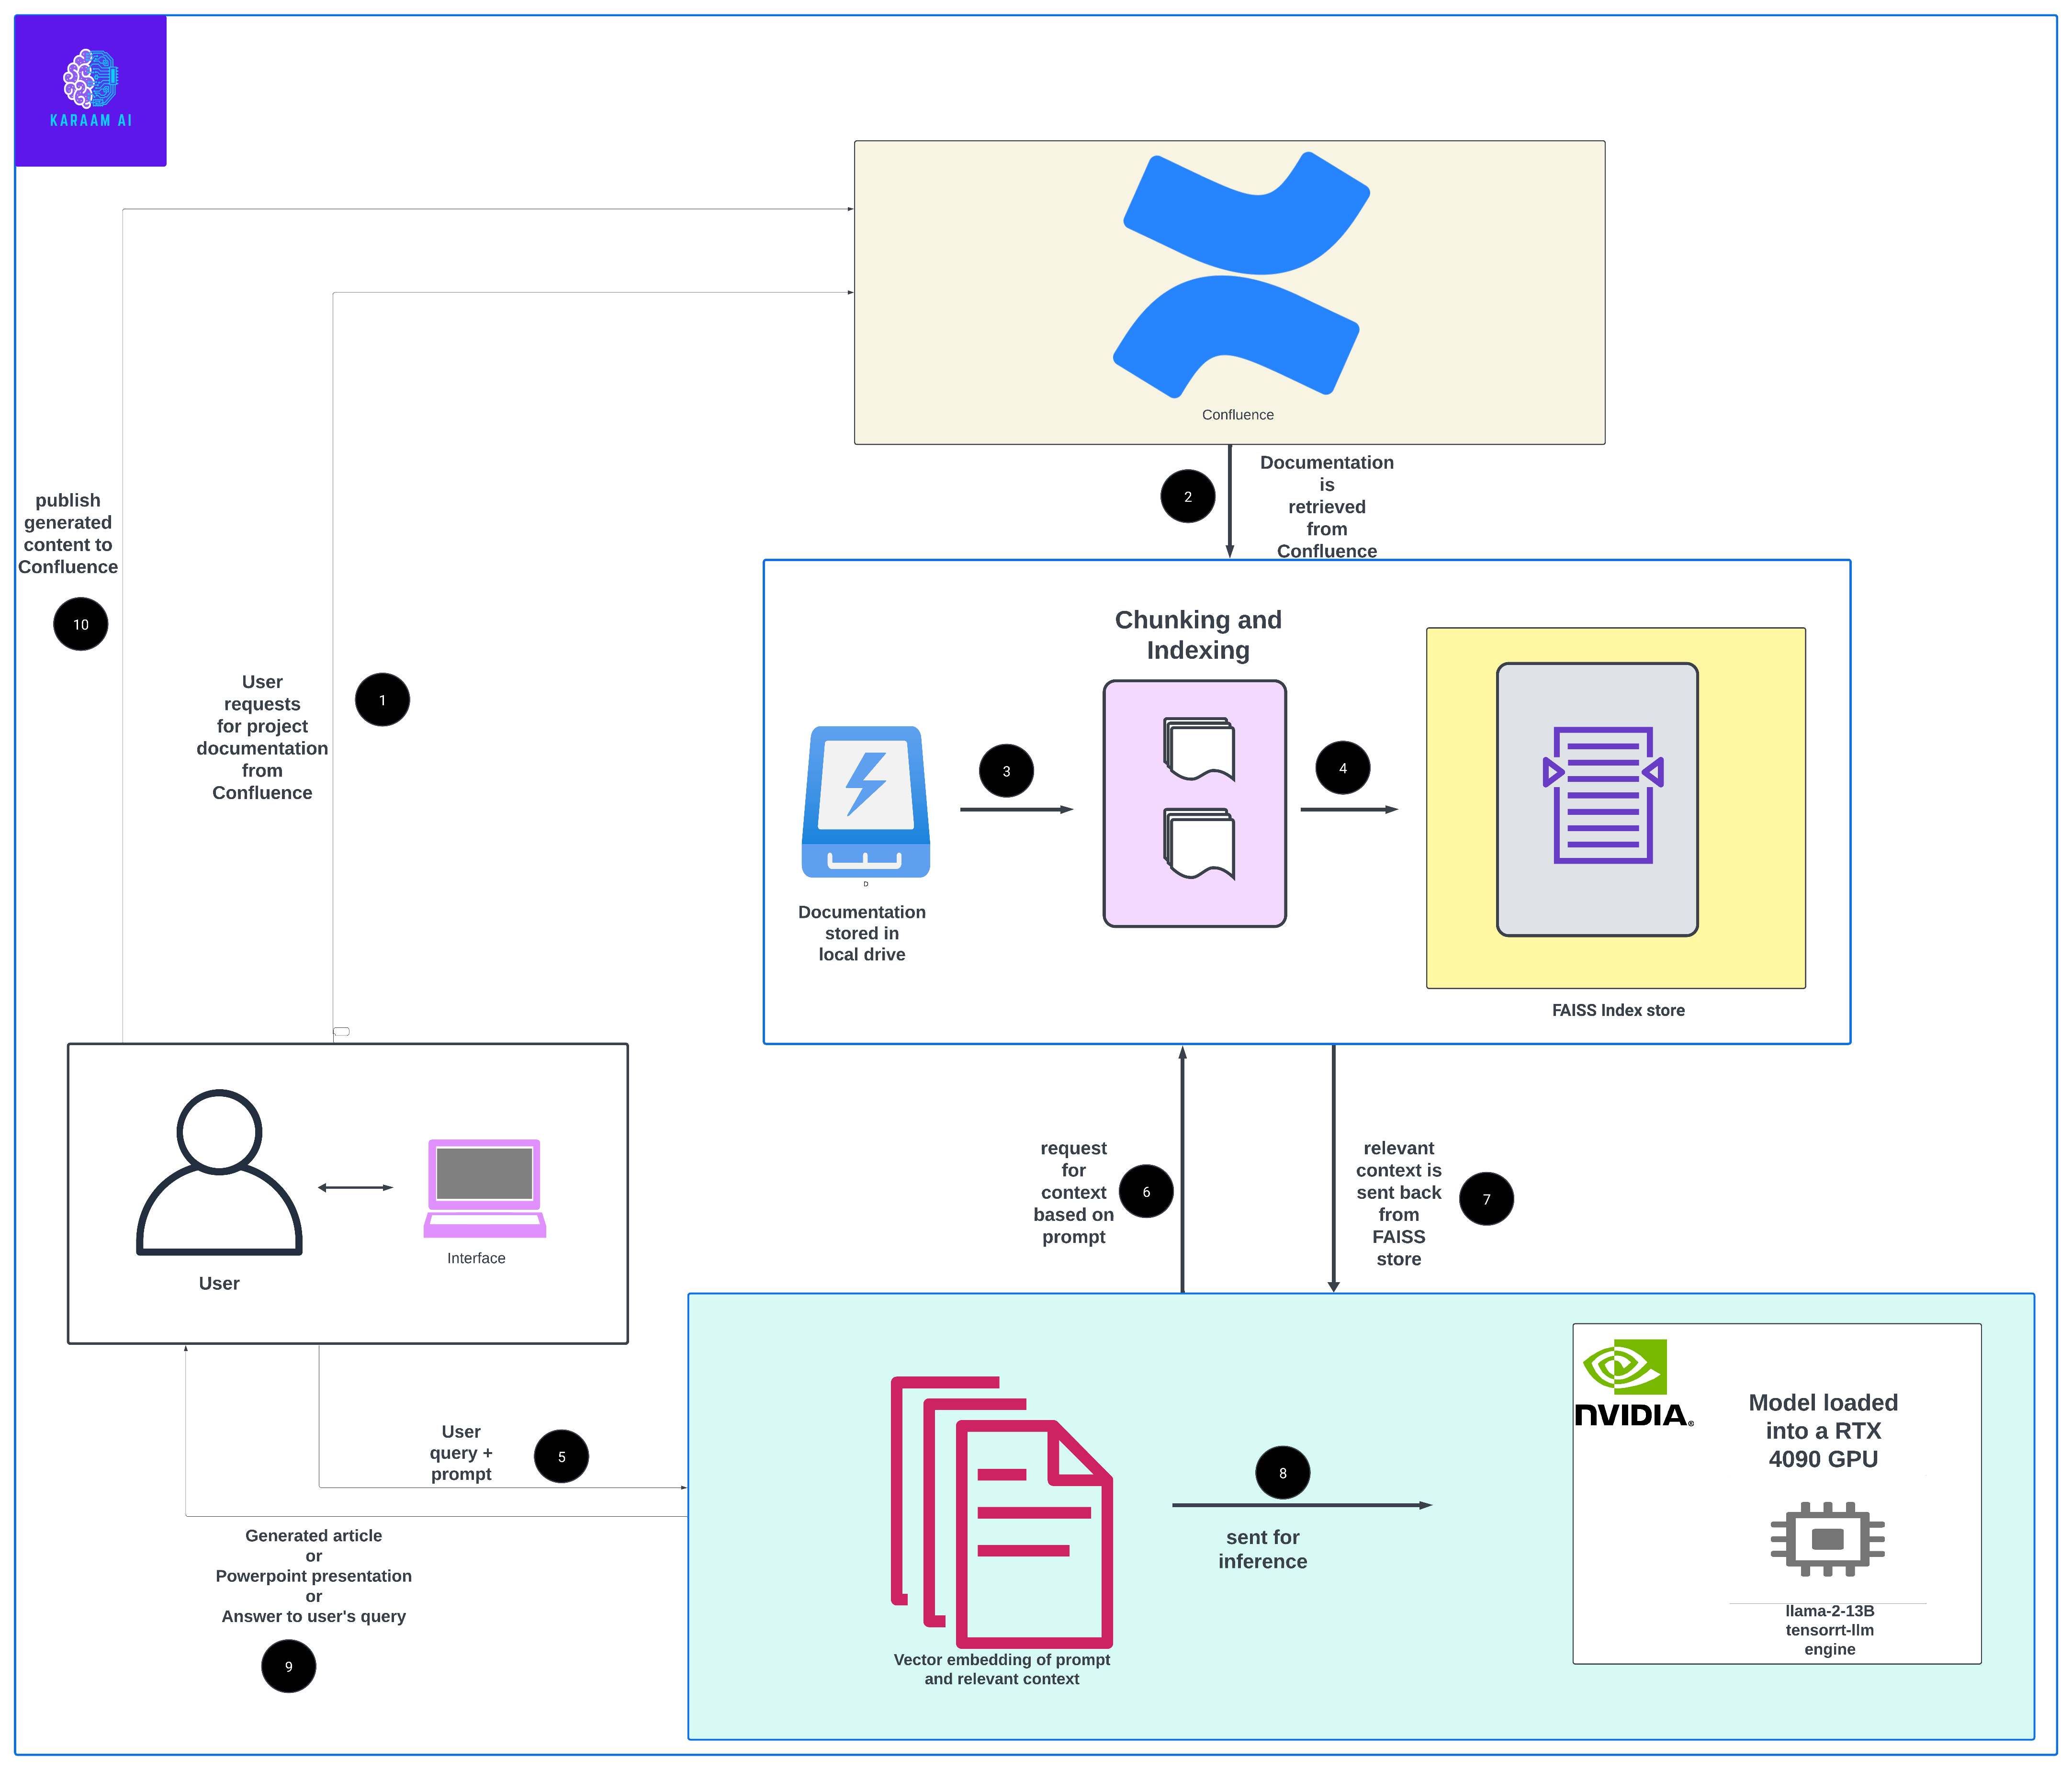 KARAAM AI
Confluence
2
Documentation
is
retrieved
from
Confluence
publish
generated
content to
Confluence
10
User
requests
for project
documentation
from
Confluence
1
Chunking and
Indexing
3
4
D
Documentation
stored in
local drive
FAISS Index store
User
Interface
request
for
context
based on
prompt
6
relevant
context is
sent back
from
FAISS
store
7
User
query +
prompt
5
Generated article
or
Powerpoint presentation
or
Answer to user's query
9
Vector embedding of prompt
and relevant context
8
sent for
inference
NVIDIA®
Model loaded
into a RTX
4090 GPU
llama-2-13B
tensorrt-llm
engine